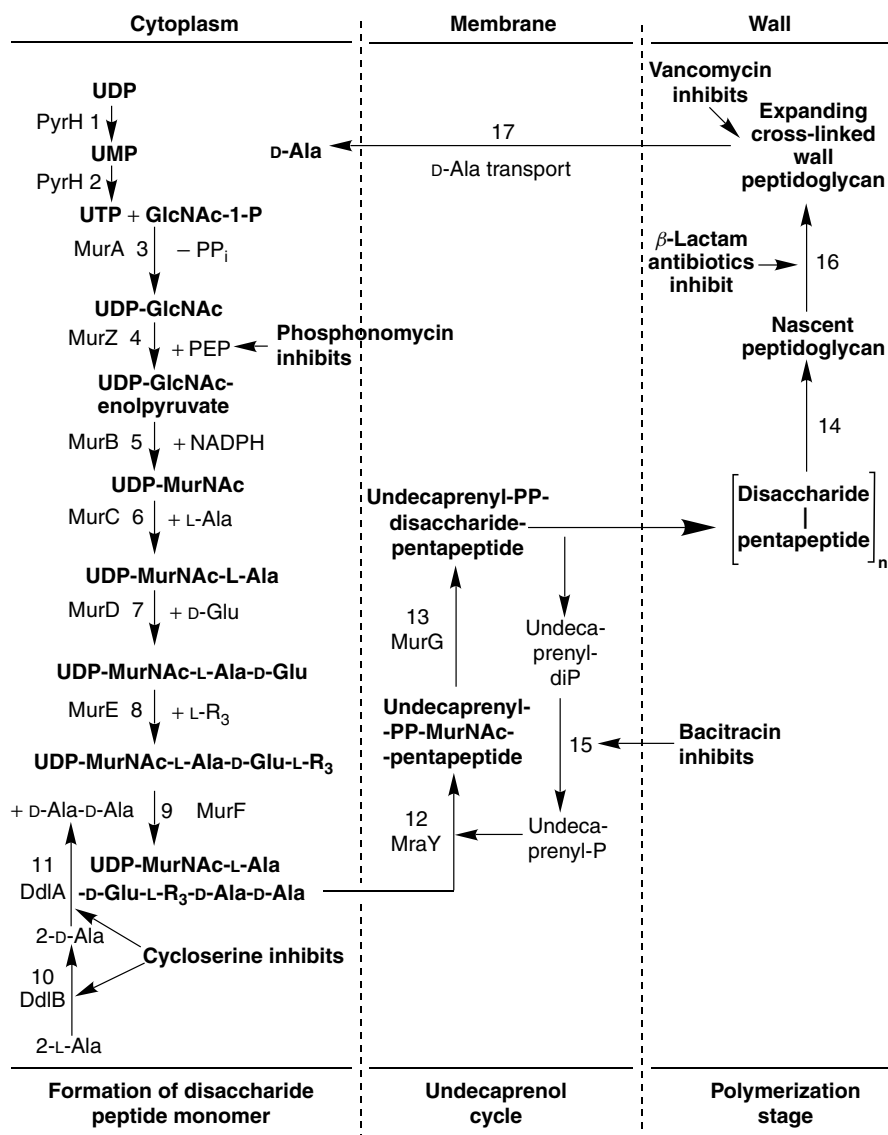 Cytoplasm
Membrane
Wall
UDP
PyrH 1
UMP
PyrH 2
UTP + GlcNAc-1-P
MurA 3 − PPi
UDP-GlcNAc
MurZ 4
+ PEP
Phosphonomycin
inhibits
UDP-GlcNAc-
enolpyruvate
MurB 5 + NADPH
UDP-MurNAc
MurC 6 + L-Ala
UDP-MurNAc-L-Ala
MurD 7 + D-Glu
UDP-MurNAc-L-Ala-D-Glu
MurE 8 + L-R3
UDP-MurNAc-L-Ala-D-Glu-L-R3
+ D-Ala-D-Ala 9 MurF
UDP-MurNAc-L-Ala
-D-Glu-L-R3-D-Ala-D-Ala
11
DdlA
2-D-Ala
Cycloserine inhibits
10
DdlB
2-L-Ala
Formation of disaccharide
peptide monomer
D-Ala
17
D-Ala transport
Undecaprenyl-PP-
disaccharide-
pentapeptide
13
MurG
Undeca-
prenyl-
diP
Undecaprenyl-
-PP-MurNAc-
-pentapeptide
15
Bacitracin
inhibits
12
MraY
Undeca-
prenyl-P
Undecaprenol
cycle
Vancomycin
inhibits
Expanding
cross-linked
wall
peptidoglycan
β-Lactam
antibiotics
inhibit
16
Nascent
peptidoglycan
14
Disaccharide
pentapeptide
n
Polymerization
stage